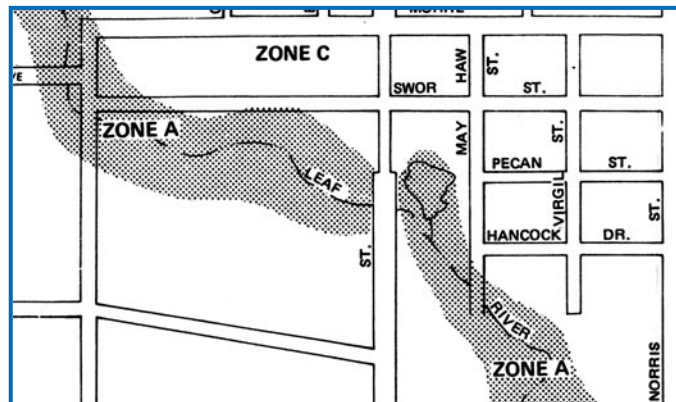 ZONE C
HAW
ST.
VE
SWOR
ST.
ZONE A
MAY
ST.
PECAN
ST.
LEAF
VIRGIL
HANCOCK
DR.
ST.
ST.
RIVER
ZONE A
NORRIS